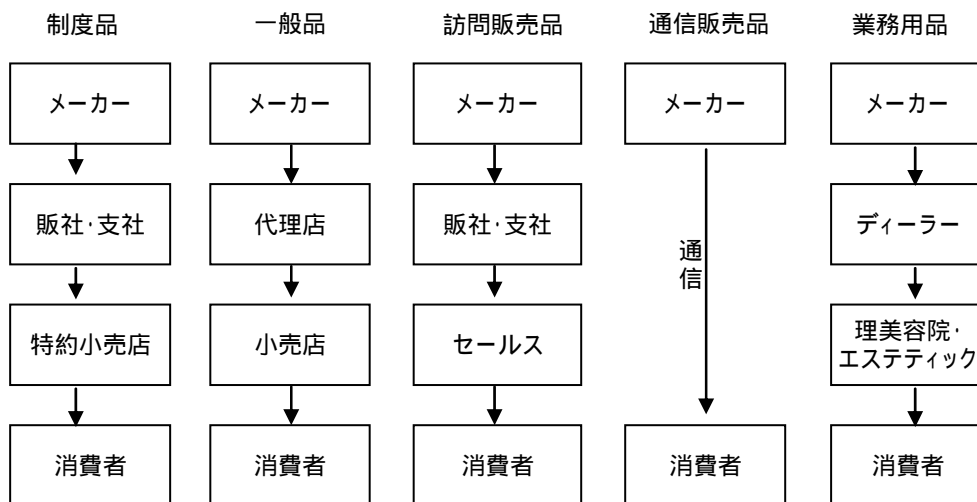 制度品 一般品 訪問販売品 通信販売品 業務用品
メーカー メーカー メーカー メーカー メーカー
販社･支社 代理店 販社･支社 ディーラー
通信
特約小売店 小売店 セールス 理美容院･
エステティック
消費者 消費者 消費者 消費者 消費者